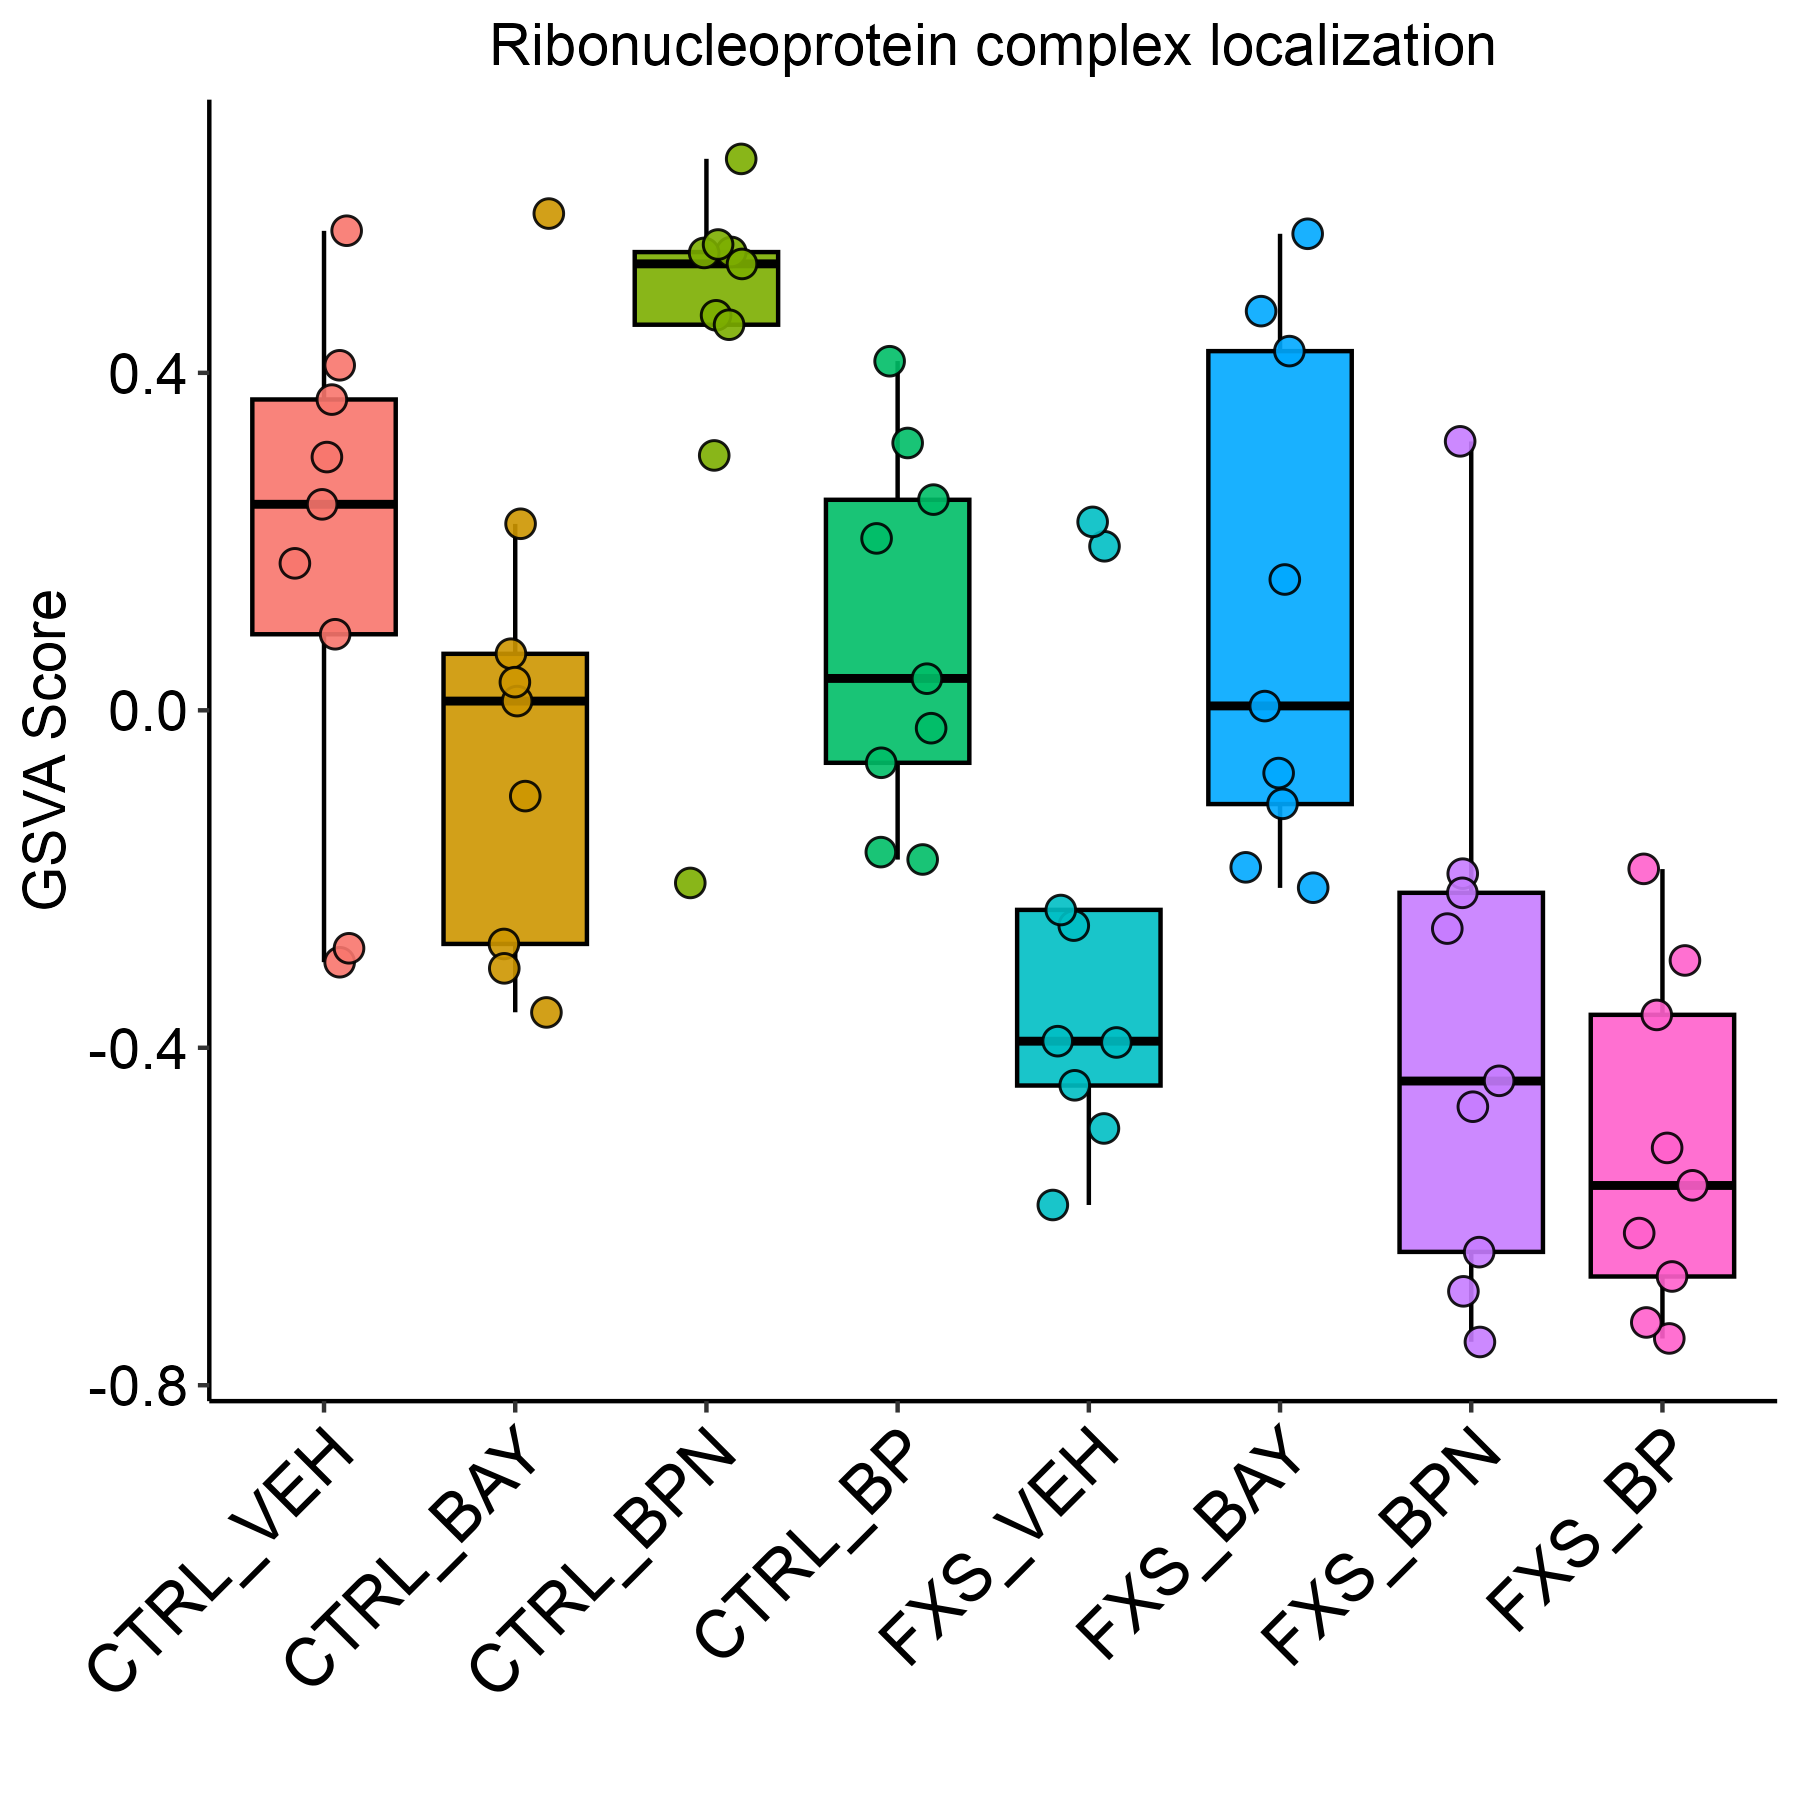 Ribonucleoprotein complex localization
GSVA Score
0.4
0.0
-0.4
-0.8
CTRL_VEH
CTRL_BAY
CTRL_BPN
CTRL_BP
FXS_VEH
FXS_BAY
FXS_BPN
FXS_BP